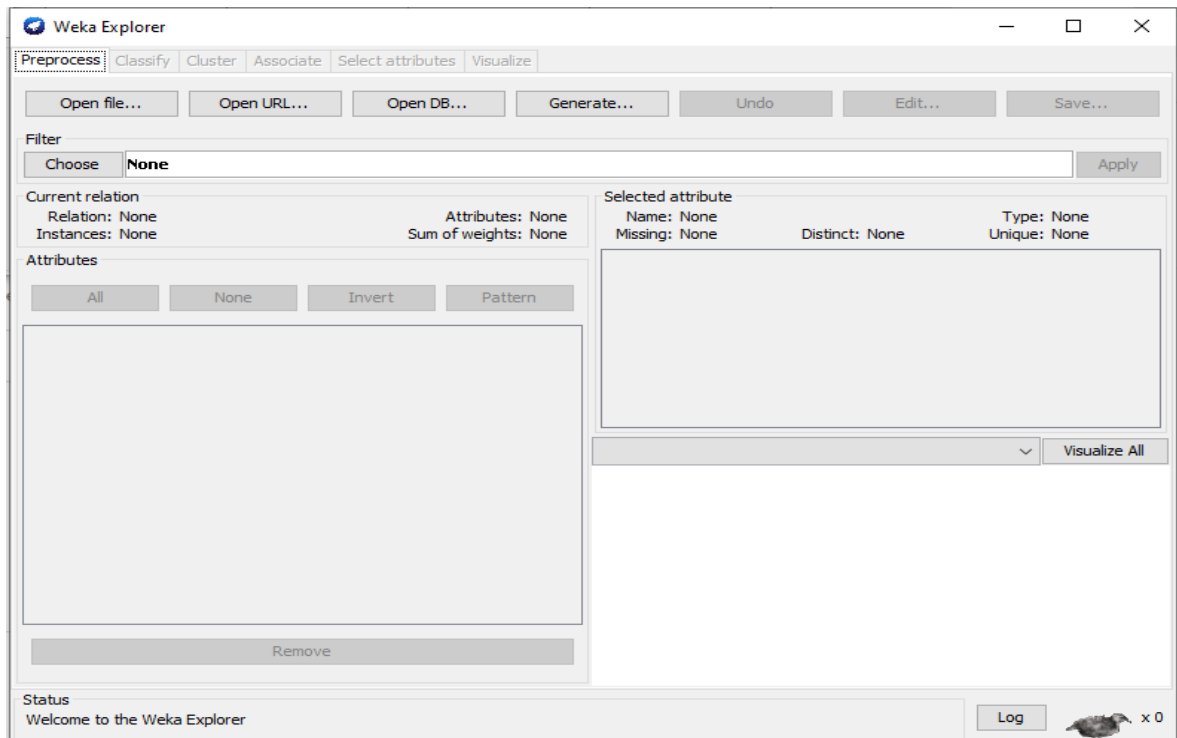 Weka Explorer
Preprocess Classify Cluster Associate Select attributes Visualize
Open file... Open URL... Open DB... Generate... Undo Edit... Save...
Filter
Choose None Apply
Current relation
Relation: None Attributes: None
Instances: None Sum of weights: None
Selected attribute
Name: None Type: None
Missing: None Distinct: None Unique: None
Attributes
All None Invert Pattern
Visualize All
Remove
Status
Welcome to the Weka Explorer
Log x 0